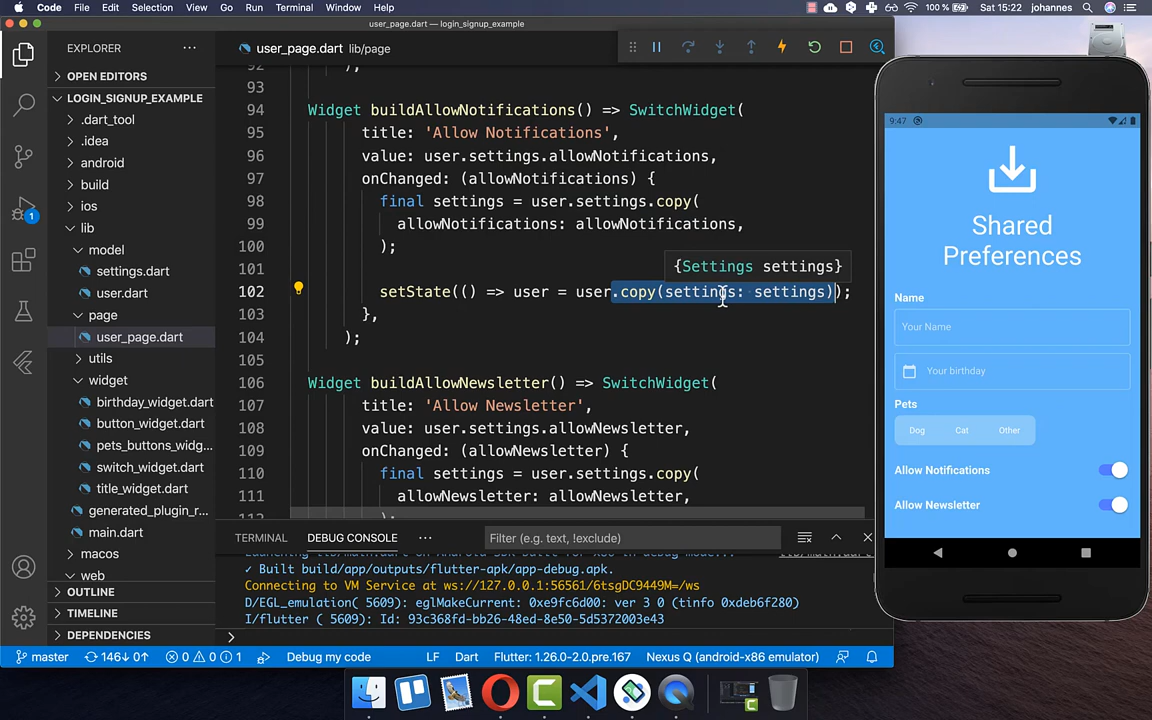 Code File Edit Selection View Go Run Terminal Window Help 100 % Sat 15:22 johannes
user_page.dart — login_signup_example
EXPLORER
OPEN EDITORS
LOGIN_SIGNUP_EXAMPLE
.dart_tool
.idea
android
build
ios
lib
model
settings.dart
user.dart
page
user_page.dart
utils
widget
birthday_widget.dart
button_widget.dart
pets_buttons_widg...
switch_widget.dart
title_widget.dart
generated_plugin_r...
main.dart
macos
web
OUTLINE
TIMELINE
DEPENDENCIES
1
user_page.dart lib/page
92 );
93
94 Widget buildAllowNotifications() => SwitchWidget(
95 title: 'Allow Notifications',
96 value: user.settings.allowNotifications,
97 onChanged: (allowNotifications) {
98 final settings = user.settings.copy(
99 allowNotifications: allowNotifications,
100 );
101
{Settings settings}
102 setState(() => user = user.copy(settings: settings));
103 },
104 );
105
106 Widget buildAllowNewsletter() => SwitchWidget(
107 title: 'Allow Newsletter',
108 value: user.settings.allowNewsletter,
109 onChanged: (allowNewsletter) {
110 final settings = user.settings.copy(
111 allowNewsletter: allowNewsletter,
112 );
TERMINAL DEBUG CONSOLE ... Filter (e.g. text, !exclude)
✓ Built build/app/outputs/flutter-apk/app-debug.apk.
Connecting to VM Service at ws://127.0.0.1:56561/6tsgDC9449M=/ws
D/EGL_emulation( 5609): eglMakeCurrent: 0xe9fc6d00: ver 3 0 (tinfo 0xdeb6f280)
I/flutter ( 5609): Id: 93c368fd-bb26-48ed-8e50-5d5372003e43
master 146↓ 0↑ 0 0 1 Debug my code LF Dart Flutter: 1.26.0-2.0.pre.167 Nexus Q (android-x86 emulator)
9:47
Shared
Preferences
Name
Your Name
Your birthday
Pets
Dog Cat Other
Allow Notifications
Allow Newsletter